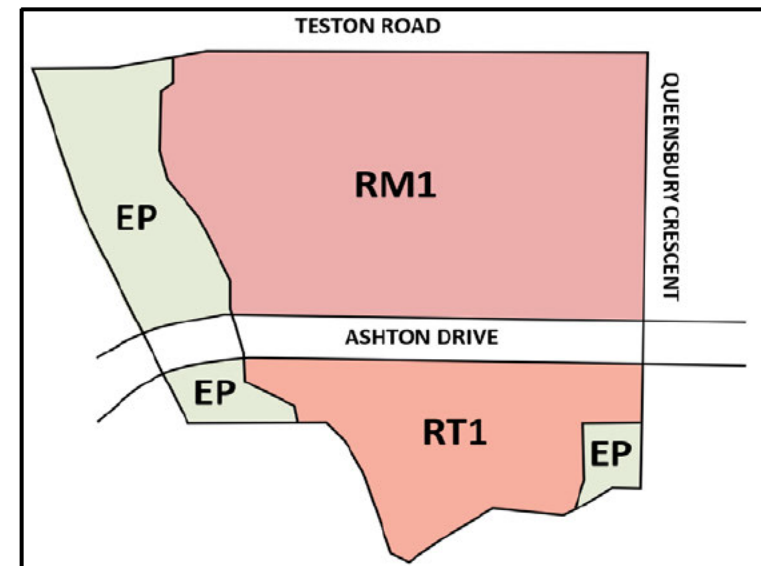 TESTON ROAD
QUEENSBURY CRESCENT
RM1
EP
ASHTON DRIVE
EP
RT1
EP